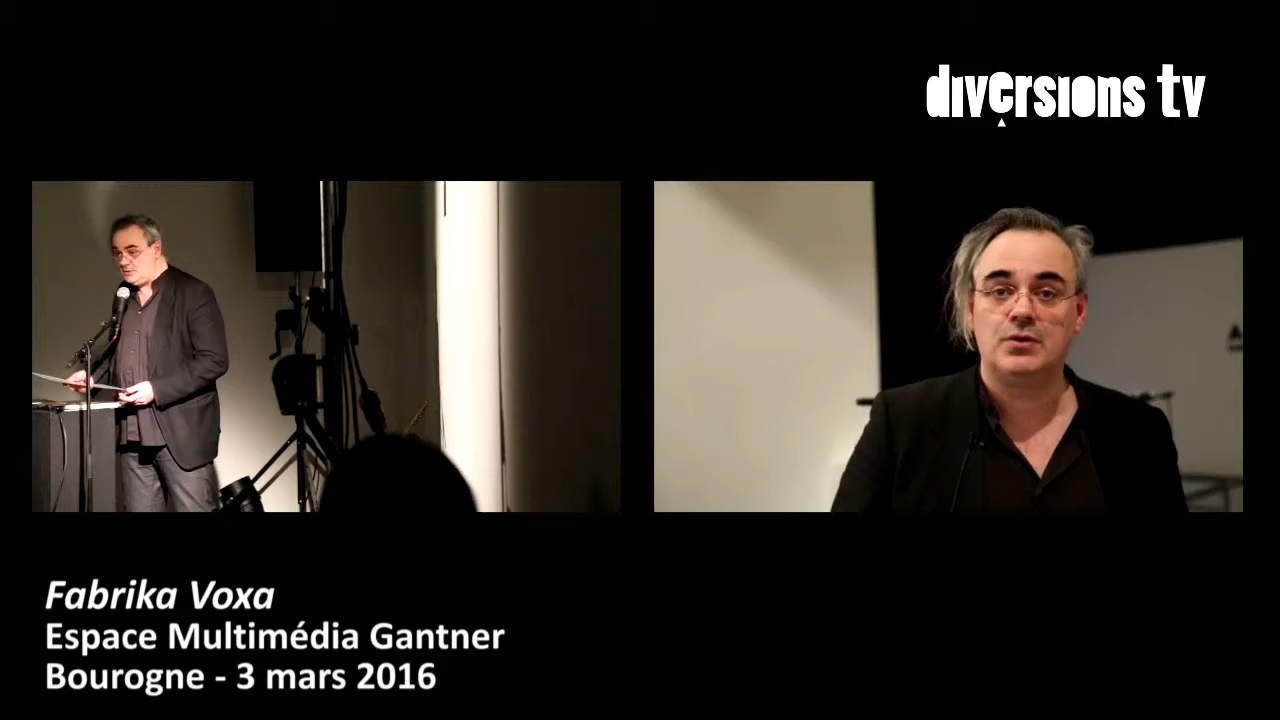 diversions tv
Fabrika Voxa
Espace Multimédia Gantner
Bourogne - 3 mars 2016